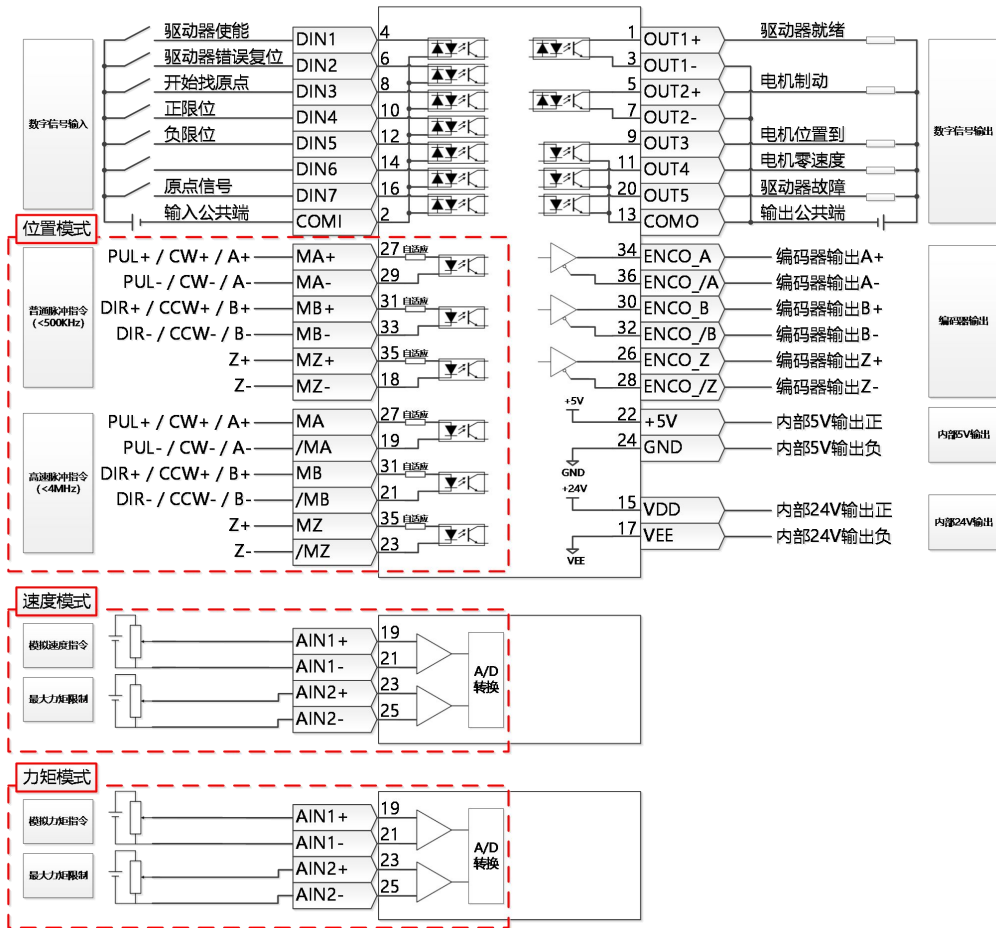 数字信号输入
驱动器使能 DIN1 4
驱动器错误复位 DIN2 6
开始找原点 DIN3 8
正限位 DIN4 10
负限位 DIN5 12
DIN6 14
原点信号 DIN7 16
输入公共端 COMI 2
1 OUT1+ 驱动器就绪
3 OUT1-
5 OUT2+ 电机制动
7 OUT2-
9 OUT3 电机位置到
11 OUT4 电机零速度
20 OUT5 驱动器故障
13 COMO 输出公共端
数字信号输出
位置模式
普通脉冲指令
(<500KHz)
PUL+ / CW+ / A+ MA+ 27 自适应
PUL- / CW- / A- MA- 29
DIR+ / CCW+ / B+ MB+ 31 自适应
DIR- / CCW- / B- MB- 33
Z+ MZ+ 35 自适应
Z- MZ- 18
高速脉冲指令
(<4MHz)
PUL+ / CW+ / A+ MA 27 自适应
PUL- / CW- / A- /MA 19
DIR+ / CCW+ / B+ MB 31 自适应
DIR- / CCW- / B- /MB 21
Z+ MZ 35 自适应
Z- /MZ 23
34 ENCO_A 编码器输出A+
36 ENCO_/A 编码器输出A-
30 ENCO_B 编码器输出B+
32 ENCO_/B 编码器输出B-
26 ENCO_Z 编码器输出Z+
28 ENCO_/Z 编码器输出Z-
编码器输出
+5V
22 +5V 内部5V输出正
24 GND 内部5V输出负
GND
内部5V输出
+24V
15 VDD 内部24V输出正
17 VEE 内部24V输出负
VEE
内部24V输出
速度模式
模拟速度指令
最大力矩限制
AIN1+ 19
AIN1- 21
AIN2+ 23
AIN2- 25
A/D
转换
力矩模式
模拟力矩指令
最大力矩限制
AIN1+ 19
AIN1- 21
AIN2+ 23
AIN2- 25
A/D
转换